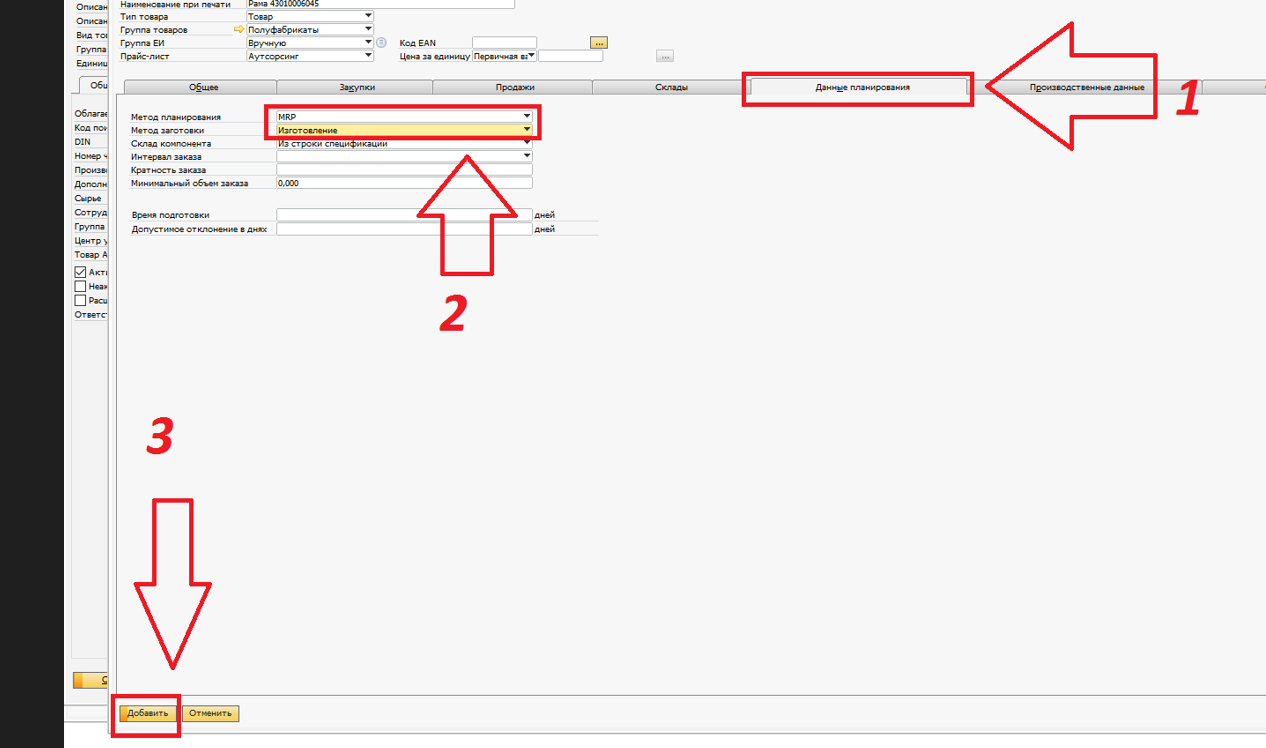 Наименование при печати Рама 43010006045
Тип товара Товар
Группа товаров Полуфабрикаты
Группа ЕИ Вручную Код EAN ...
Прайс-лист Аутсорсинг Цена за единицу Первичная ва ...
Описан
Описан
Вид то
Группа
Единиц
Общее Закупки Продажи Склады Данные планирования Производственные данные
1
Метод планирования MRP
Метод заготовки Изготовление
Склад компонента Из строки спецификации
Интервал заказа
Кратность заказа
Минимальный объем заказа 0,000
Время подготовки дней
Допустимое отклонение в днях дней
2
3
Общ
Облагае
Код пои
DIN
Номер ч
Произво
Дополн
Сырье
Сотруд
Группа
Центр у
Товар А
Акти
Неак
Расш
Ответст
Добавить Отменить